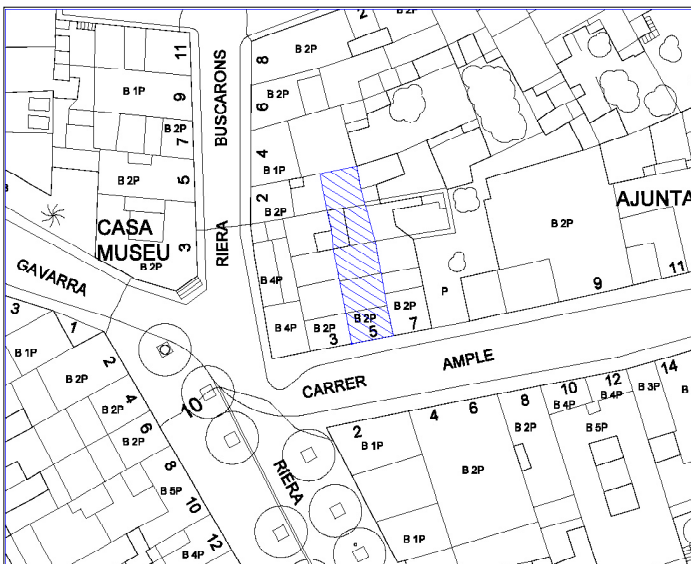 2
B 2P
11
8
B 2P
BUSCARONS
B 1P
9
6
B 2P
B 2P
7
4
B 1P
B 2P
5
2
B 2P
AJUNTA
CASA
MUSEU
3
B 2P
RIERA
B 2P
GAVARRA
B 4P
9
11
P
3
1
B 4P
B 2P
3
B 2P
5
B 2P
7
B 1P
2
B 2P
CARRER
AMPLE
4
B 2P
10
6
B 2P
2
B 1P
4
6
8
10
12
14
B 4P
B 4P
B 3P
B
B 2P
B 5P
8
B 5P
10
RIERA
B 2P
12
B 4P
B 1P